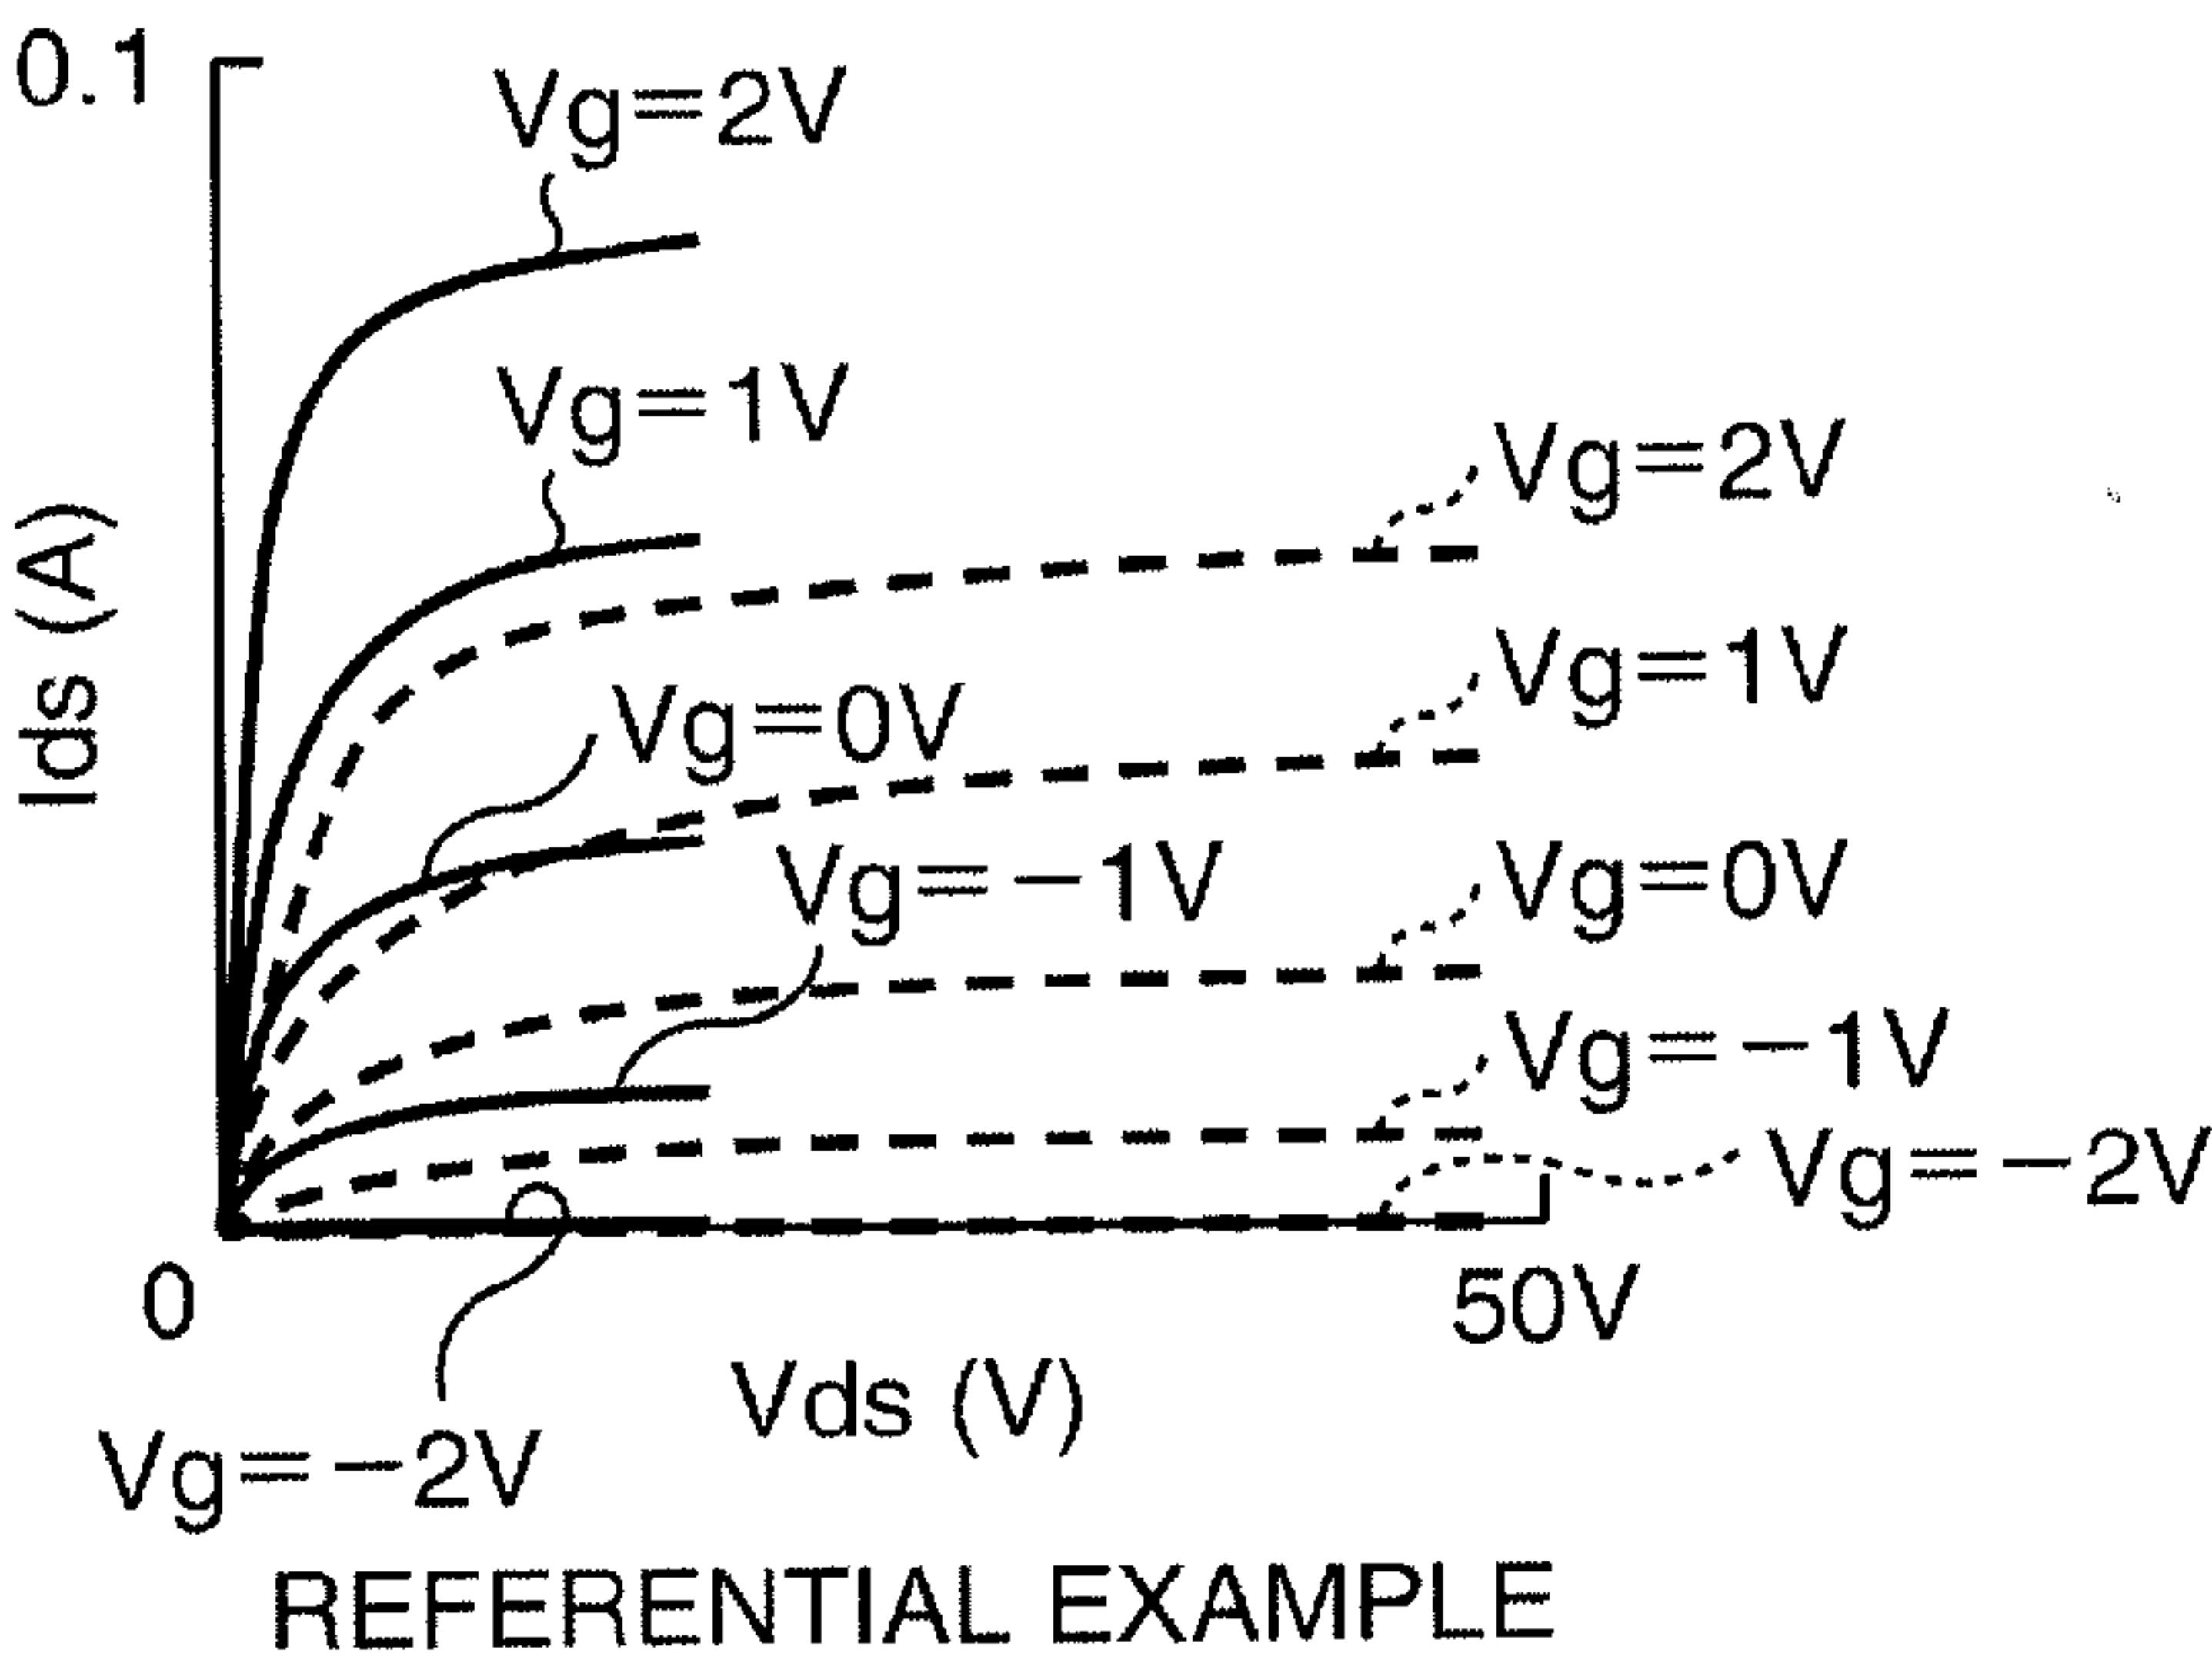 0.1
Vg=2V
Vg=1V
Vg=2V
Vg=1V
Ids (A)
Vg=0V
Vg=-1V
Vg=0V
Vg=-1V
Vg=-2V
0
50V
Vds (V)
Vg=-2V
REFERENTIAL EXAMPLE